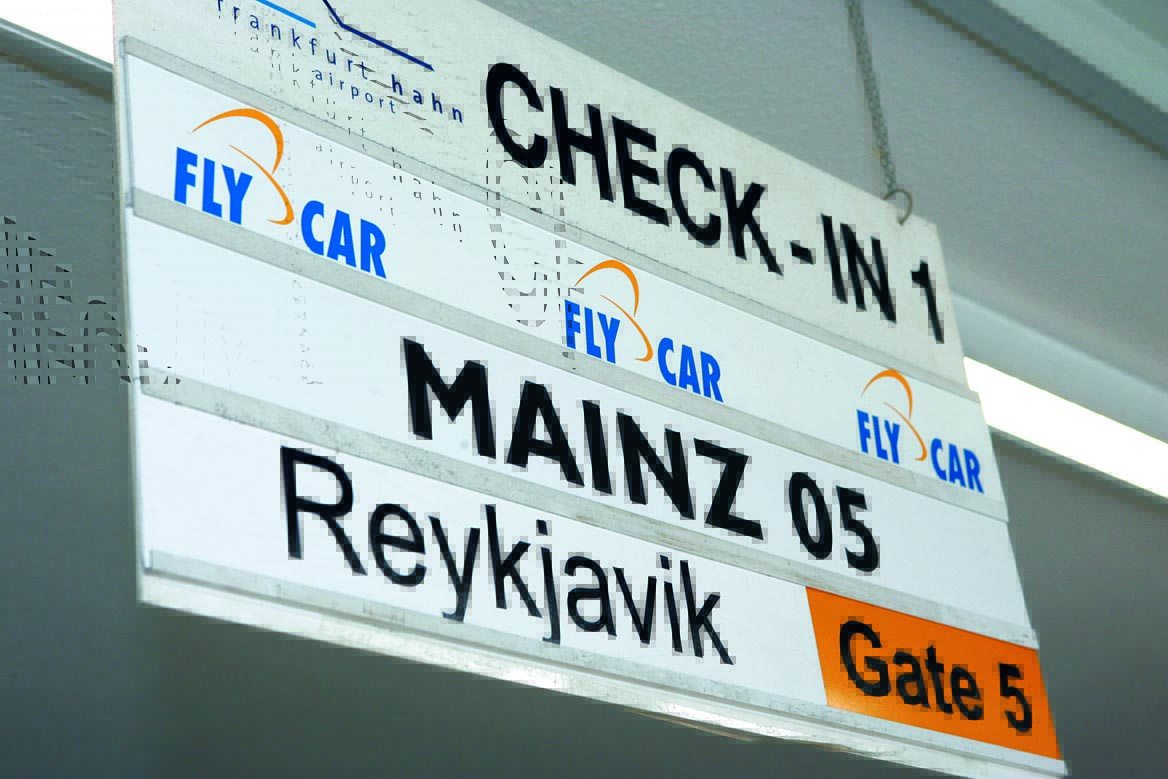 frankfurt hahn
airport
CHECK-IN 1
FLY CAR
FLY CAR
FLY CAR
MAINZ 05
Reykjavik
Gate 5